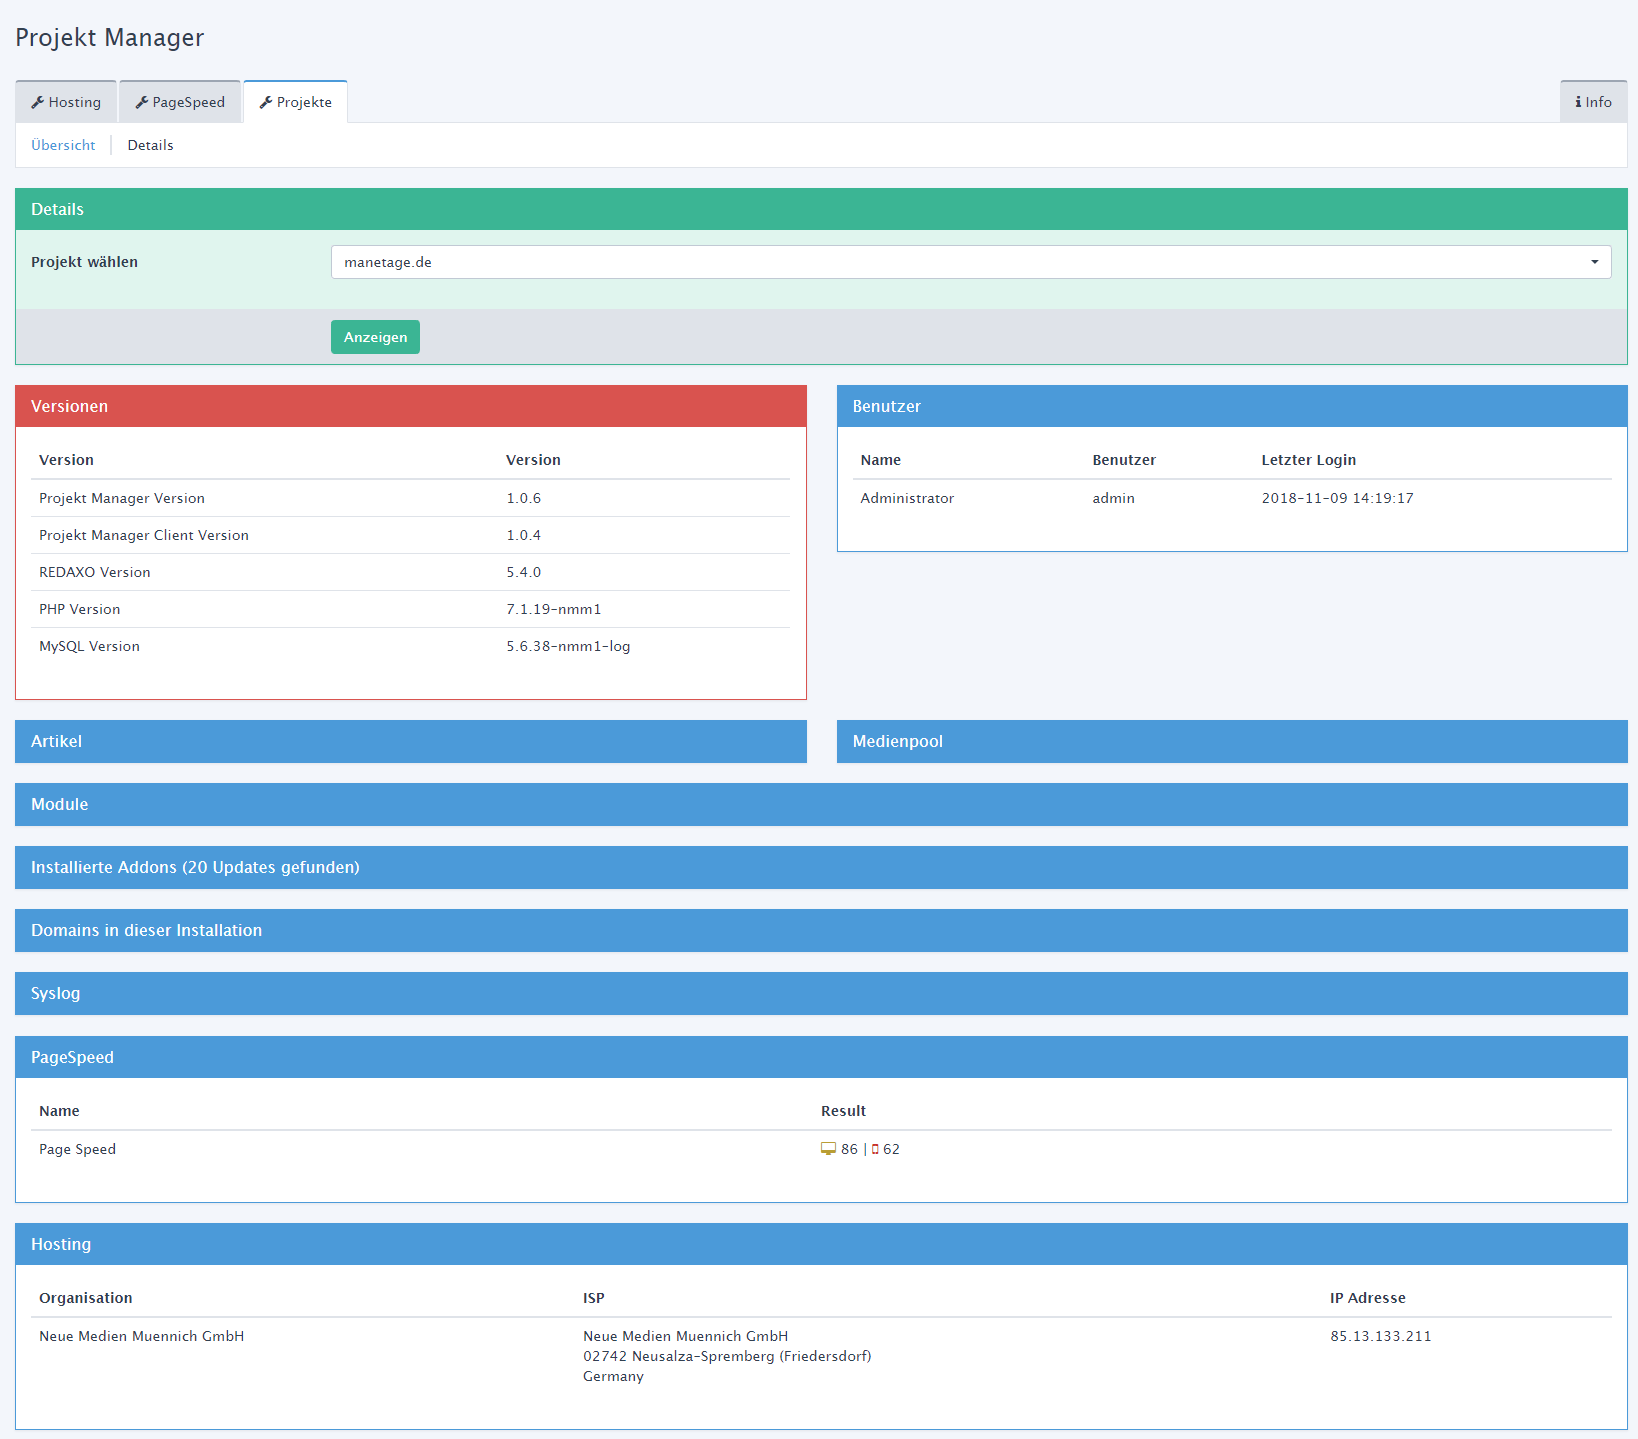 Projekt Manager
Hosting
PageSpeed
Projekte
Info
Übersicht
Details
Details
Projekt wählen
manetage.de
Anzeigen
Versionen
Version Version
Projekt Manager Version 1.0.6
Projekt Manager Client Version 1.0.4
REDAXO Version 5.4.0
PHP Version 7.1.19-nmm1
MySQL Version 5.6.38-nmm1-log
Benutzer
Name Benutzer Letzter Login
Administrator admin 2018-11-09 14:19:17
Artikel
Medienpool
Module
Installierte Addons (20 Updates gefunden)
Domains in dieser Installation
Syslog
PageSpeed
Name Result
Page Speed 86 | 62
Hosting
Organisation ISP IP Adresse
Neue Medien Muennich GmbH Neue Medien Muennich GmbH 85.13.133.211
02742 Neusalza-Spremberg (Friedersdorf)
Germany